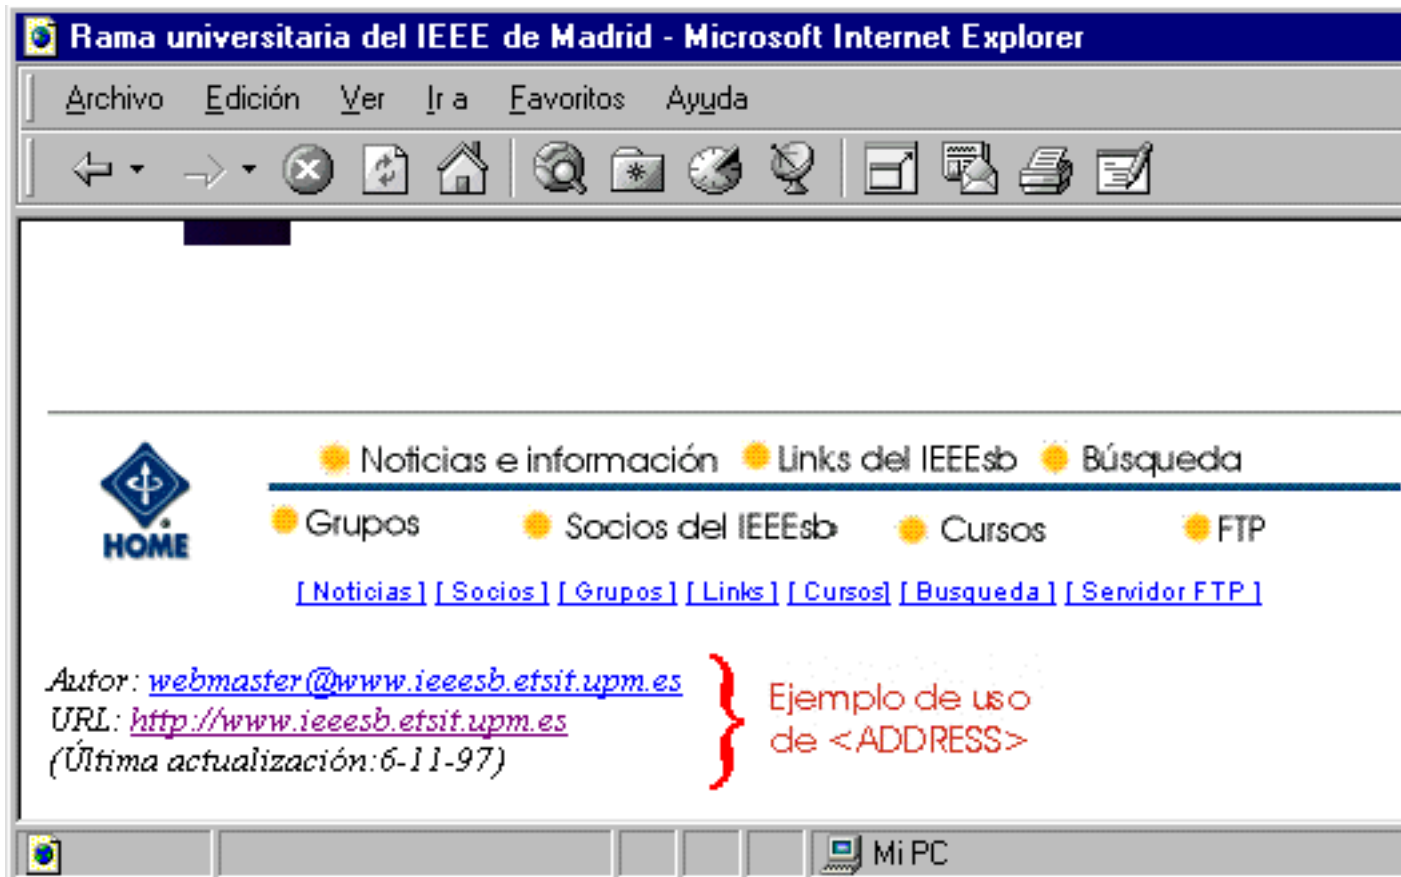 Rama universitaria del IEEE de Madrid - Microsoft Internet Explorer
Archivo Edición Ver Ir a Favoritos Ayuda
Noticias e información Links del IEEEsb Búsqueda
HOME
Grupos Socios del IEEEsb Cursos FTP
[ Noticias ] [ Socios ] [ Grupos ] [ Links ] [ Cursos] [ Busqueda ] [ Servidor FTP ]
Autor: webmaster@www.ieeesb.etsit.upm.es
URL: http://www.ieeesb.etsit.upm.es
(Última actualización:6-11-97)
Ejemplo de uso
de <ADDRESS>
Mi PC